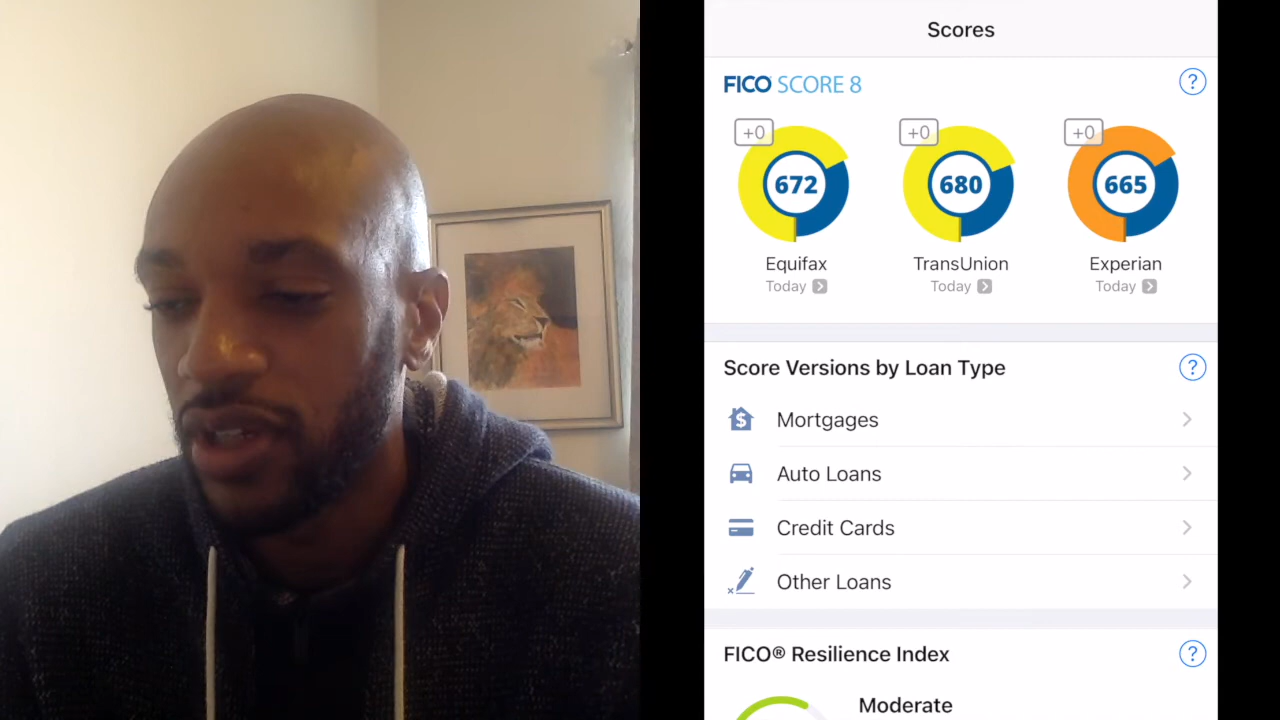 Scores
FICO SCORE 8
?
+0
+0
+0
672
680
665
Equifax
TransUnion
Experian
Today
Today
Today
Score Versions by Loan Type
?
$
Mortgages
Auto Loans
Credit Cards
Other Loans
FICO® Resilience Index
?
Moderate